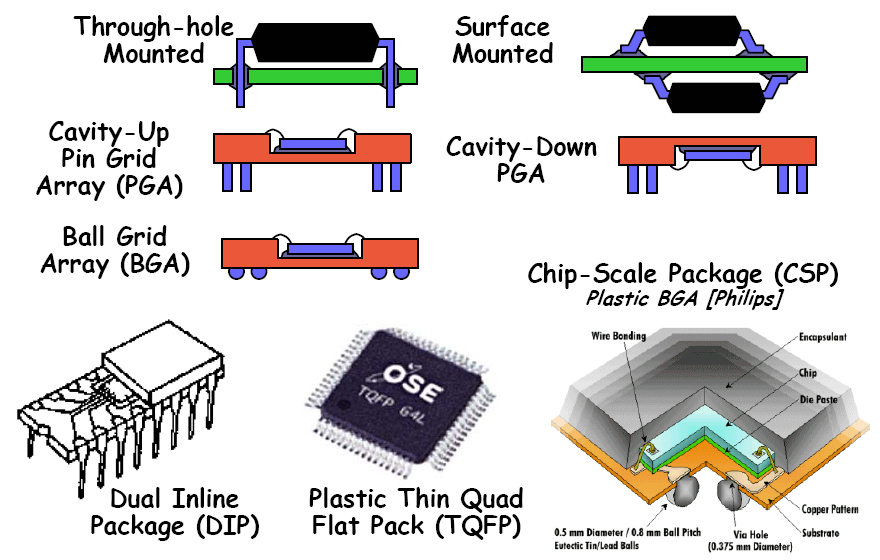 Through-hole
Mounted
Surface
Mounted
Cavity-Up
Pin Grid
Array (PGA)
Cavity-Down
PGA
Ball Grid
Array (BGA)
Chip-Scale Package (CSP)
Plastic BGA [Philips]
Wire Bonding
Encapsulant
Chip
Die Paste
OSE
TQFP 64L
Copper Pattern
Substrate
Via Hole
(0.375 mm Diameter)
0.5 mm Diameter / 0.8 mm Ball Pitch
Eutectic Tin/Lead Balls
Dual Inline
Package (DIP)
Plastic Thin Quad
Flat Pack (TQFP)